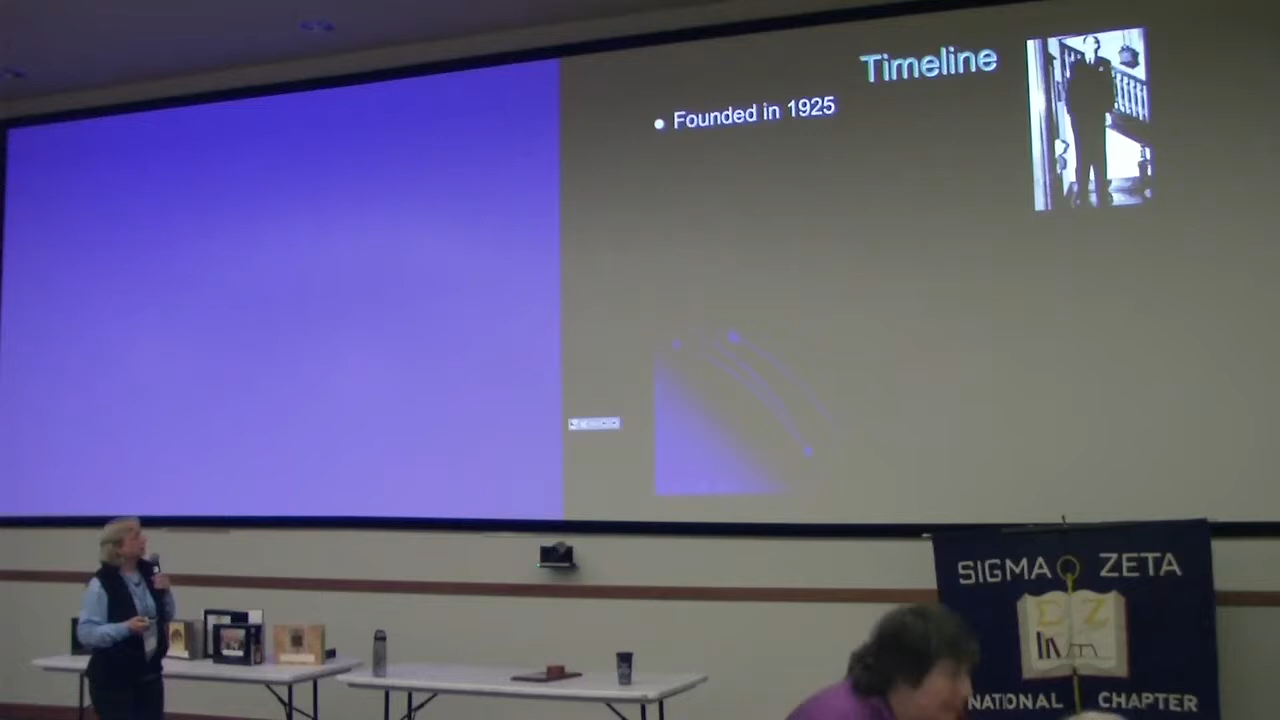 Timeline
• Founded in 1925
SIGMA ZETA
Σ Ζ
NATIONAL CHAPTER